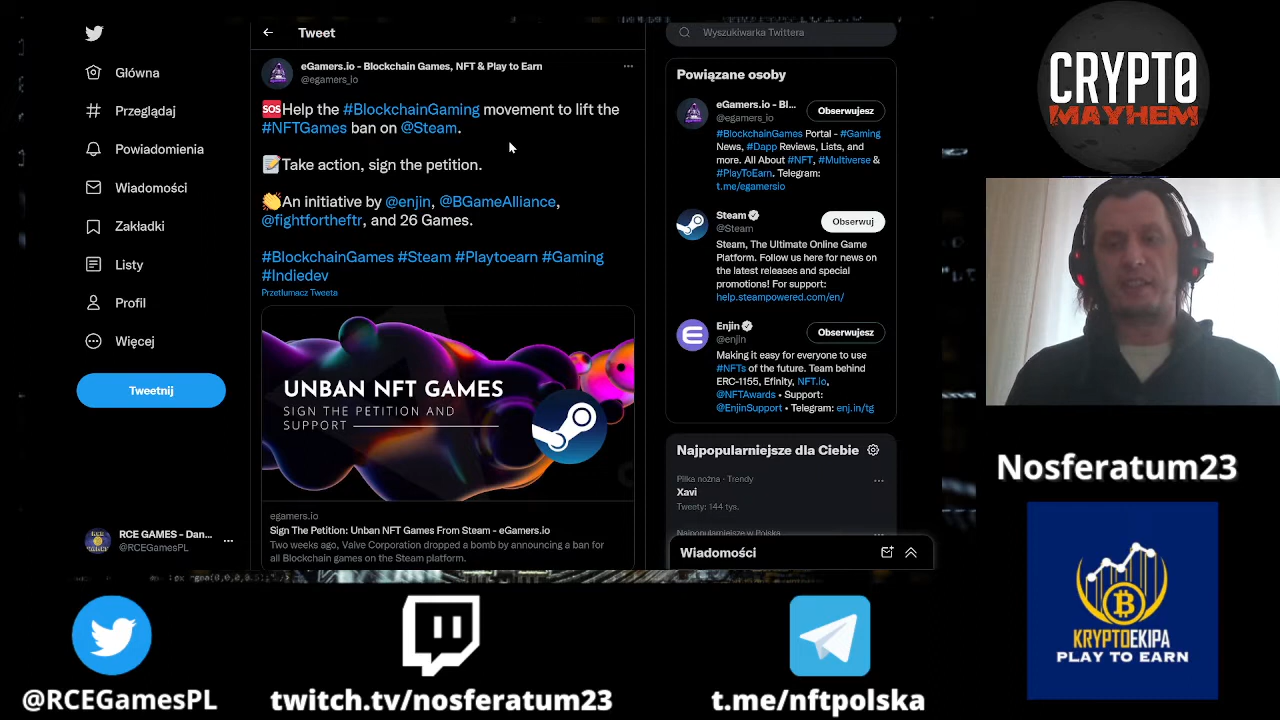 Tweet
Główna
Przeglądaj
Powiadomienia
Wiadomości
Zakładki
Listy
Profil
Więcej
Tweetnij
RCE GAMES - Dan...
@RCEGamesPL
eGamers.io - Blockchain Games, NFT & Play to Earn
@egamers_io
🆘Help the #BlockchainGaming movement to lift the
#NFTGames ban on @Steam.
📝Take action, sign the petition.
👏An initiative by @enjin, @BGameAlliance,
@fightfortheftr, and 26 Games.
#BlockchainGames #Steam #Playtoearn #Gaming
#Indiedev
Przetłumacz Tweeta
UNBAN NFT GAMES
SIGN THE PETITION AND
SUPPORT
egamers.io
Sign The Petition: Unban NFT Games From Steam - eGamers.io
Two weeks ago, Valve Corporation dropped a bomb by announcing a ban for
all Blockchain games on the Steam platform.
Wyszukiwarka Twittera
Powiązane osoby
eGamers.io - Bl...
@egamers_io
Obserwujesz
#BlockchainGames Portal - #Gaming
News, #Dapp Reviews, Lists, and
more. All About #NFT, #Multiverse &
#PlayToEarn. Telegram:
t.me/egamersio
Steam
@Steam
Obserwuj
Steam, The Ultimate Online Game
Platform. Follow us here for news on
the latest releases and special
promotions! For support:
help.steampowered.com/en/
Enjin
@enjin
Obserwujesz
Making it easy for everyone to use
#NFTs of the future. Team behind
ERC-1155, Efinity, NFT.io,
@NFTAwards • Support:
@EnjinSupport • Telegram: enj.in/tg
Najpopularniejsze dla Ciebie
Piłka nożna · Trendy
Xavi
Tweety: 144 tys.
Najpopularniejsze w Polsce
Wiadomości
CRYPTO
MAYHEM
Nosferatum23
KRYPTOEKIPA
PLAY TO EARN
@RCEGamesPL
twitch.tv/nosferatum23
t.me/nftpolska